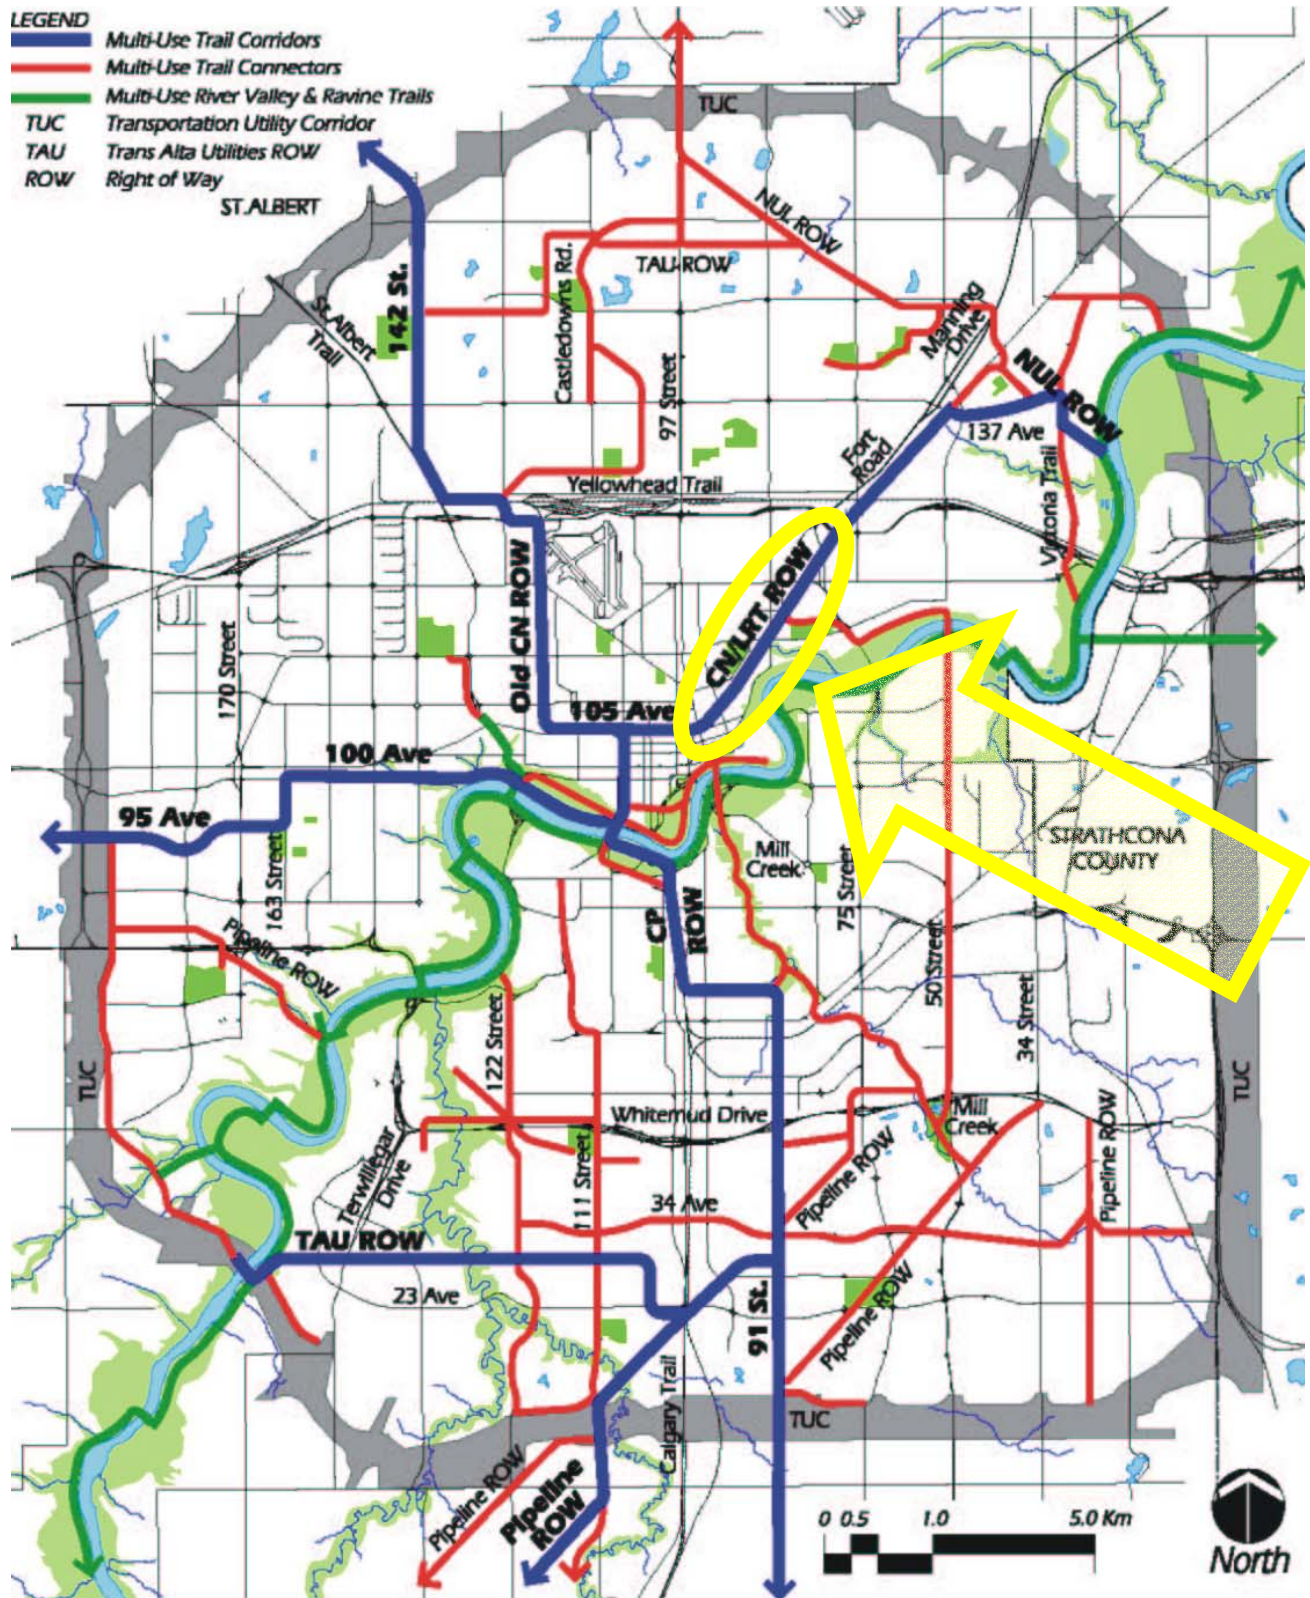 LEGEND
Multi-Use Trail Corridors
Multi-Use Trail Connectors
Multi-Use River Valley & Ravine Trails
TUC Transportation Utility Corridor
TAU Trans Alta Utilities ROW
ROW Right of Way
ST.ALBERT
TUC
NUL ROW
TAU ROW
142 St.
Castledowns Rd.
St.Albert
Trail
Manning
Drive
97 Street
NUL ROW
137 Ave
Fort
Road
Victoria Trail
Yellowhead Trail
Old CN ROW
CN/LRT ROW
170 Street
105 Ave
100 Ave
95 Ave
STRATHCONA
COUNTY
Mill
Creek
163 Street
75 Street
CP
ROW
Pipeline ROW
50 Street
34 Street
122 Street
TUC
TUC
Whitemud Drive
Mill
Creek
Pipeline ROW
Pipeline ROW
Terwillegar
Drive
111 Street
34 Ave
TAU ROW
23 Ave
91 St.
Pipeline ROW
Calgary Trail
TUC
Pipeline ROW
Pipeline
ROW
0 0.5 1.0 5.0 Km
North